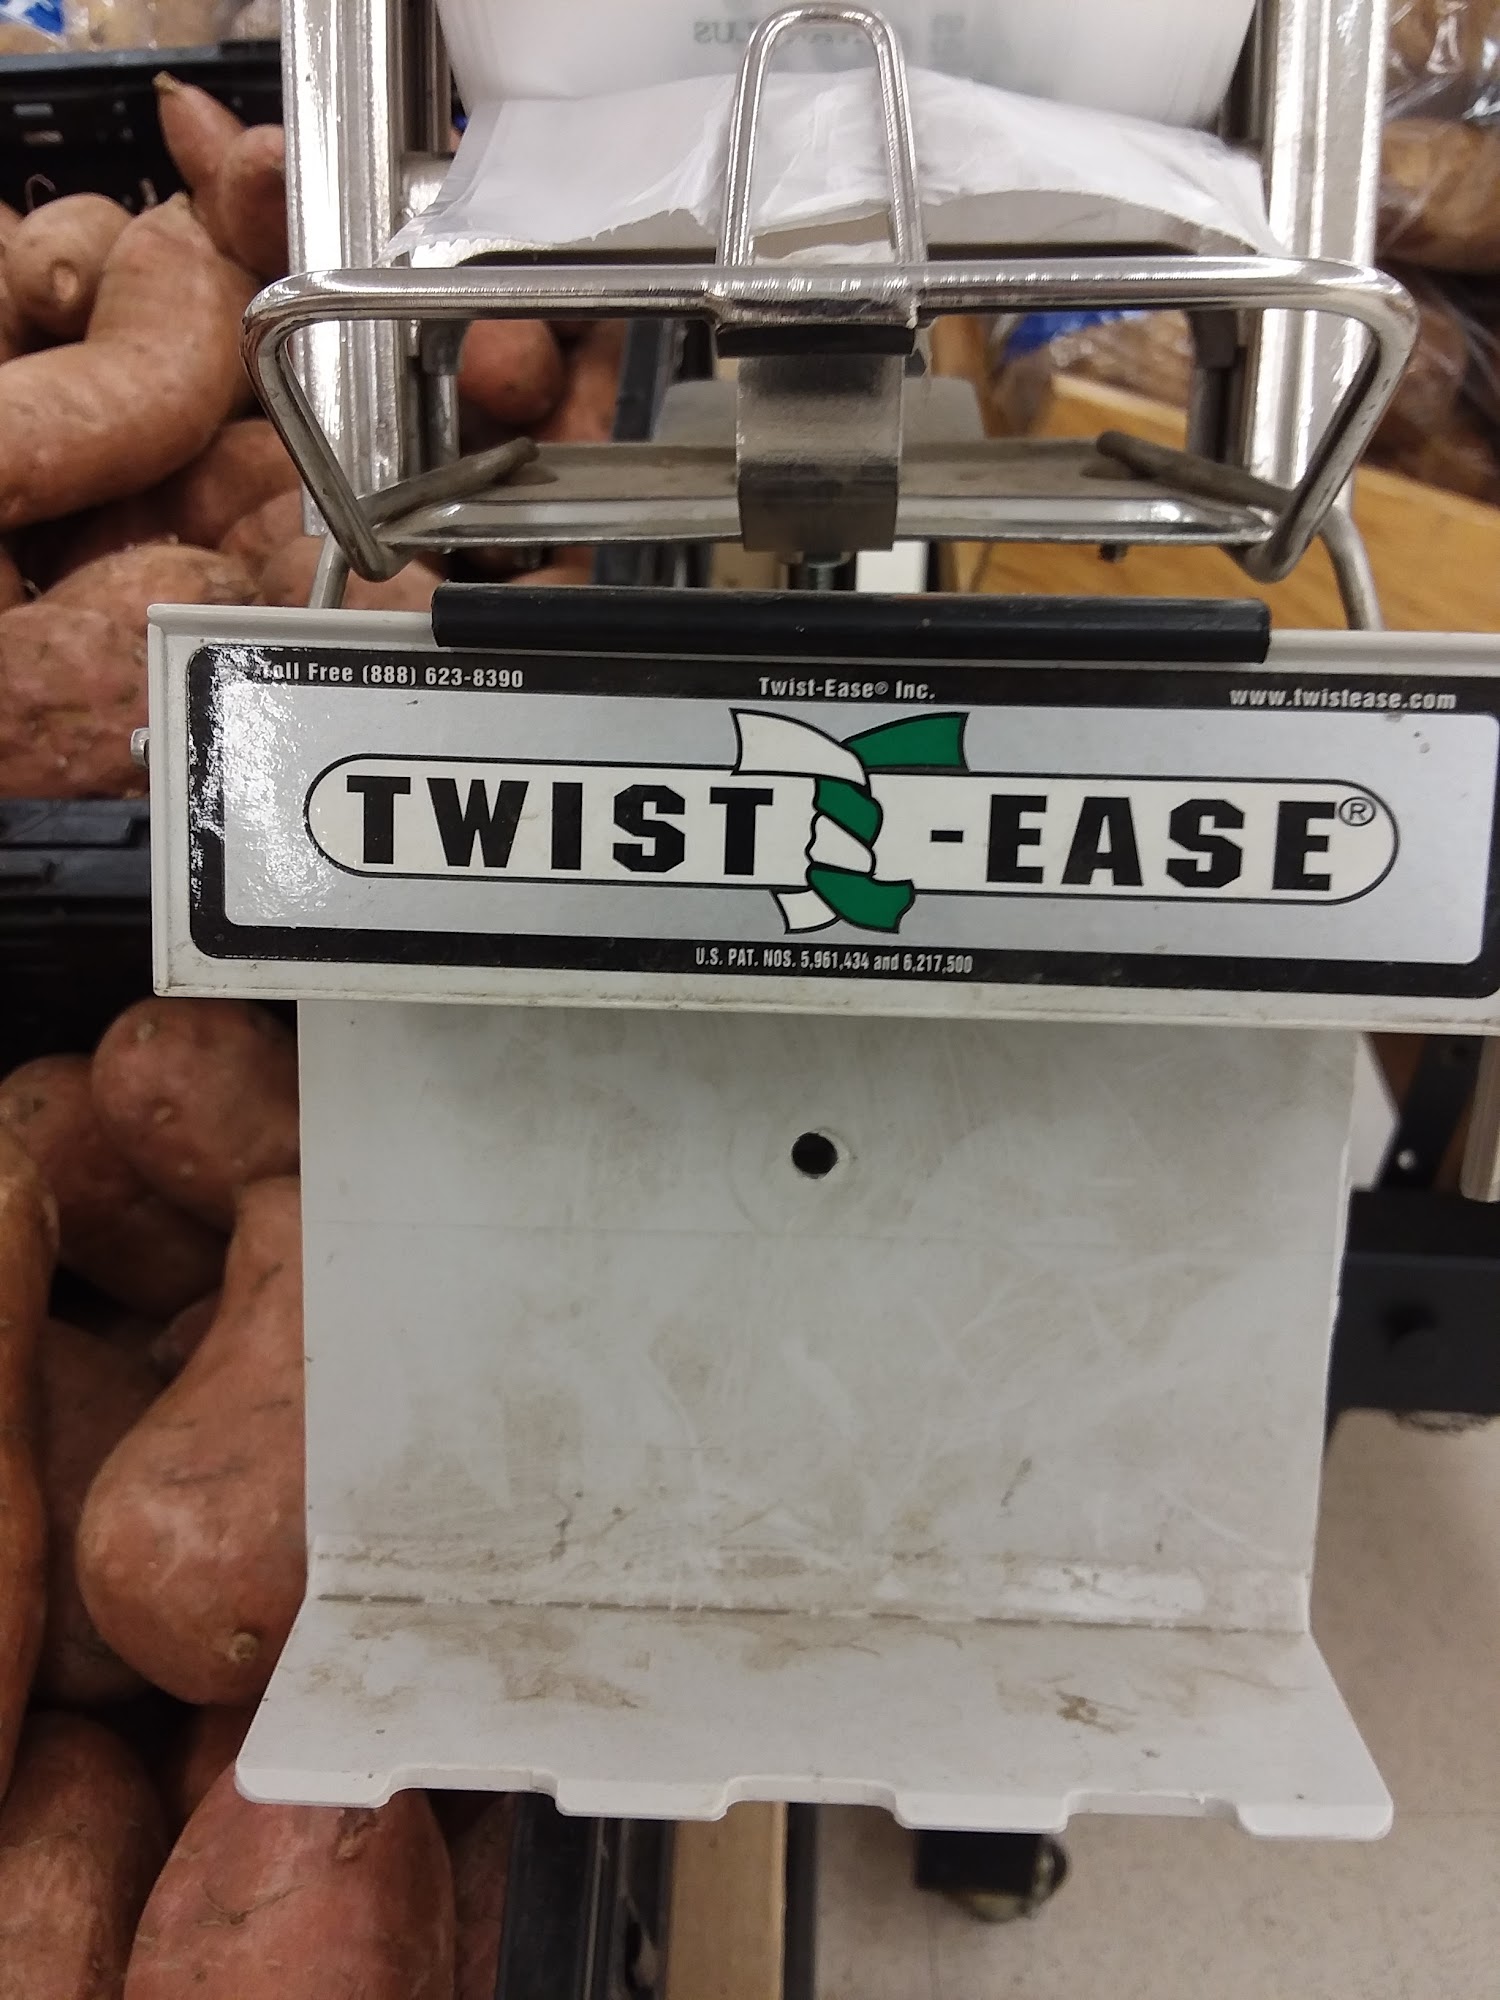 Toll Free (888) 623-8390
Twist-Ease® Inc.
www.twistease.com
TWIST-EASE®
U.S. PAT. NOS. 5,961,434 and 6,217,500